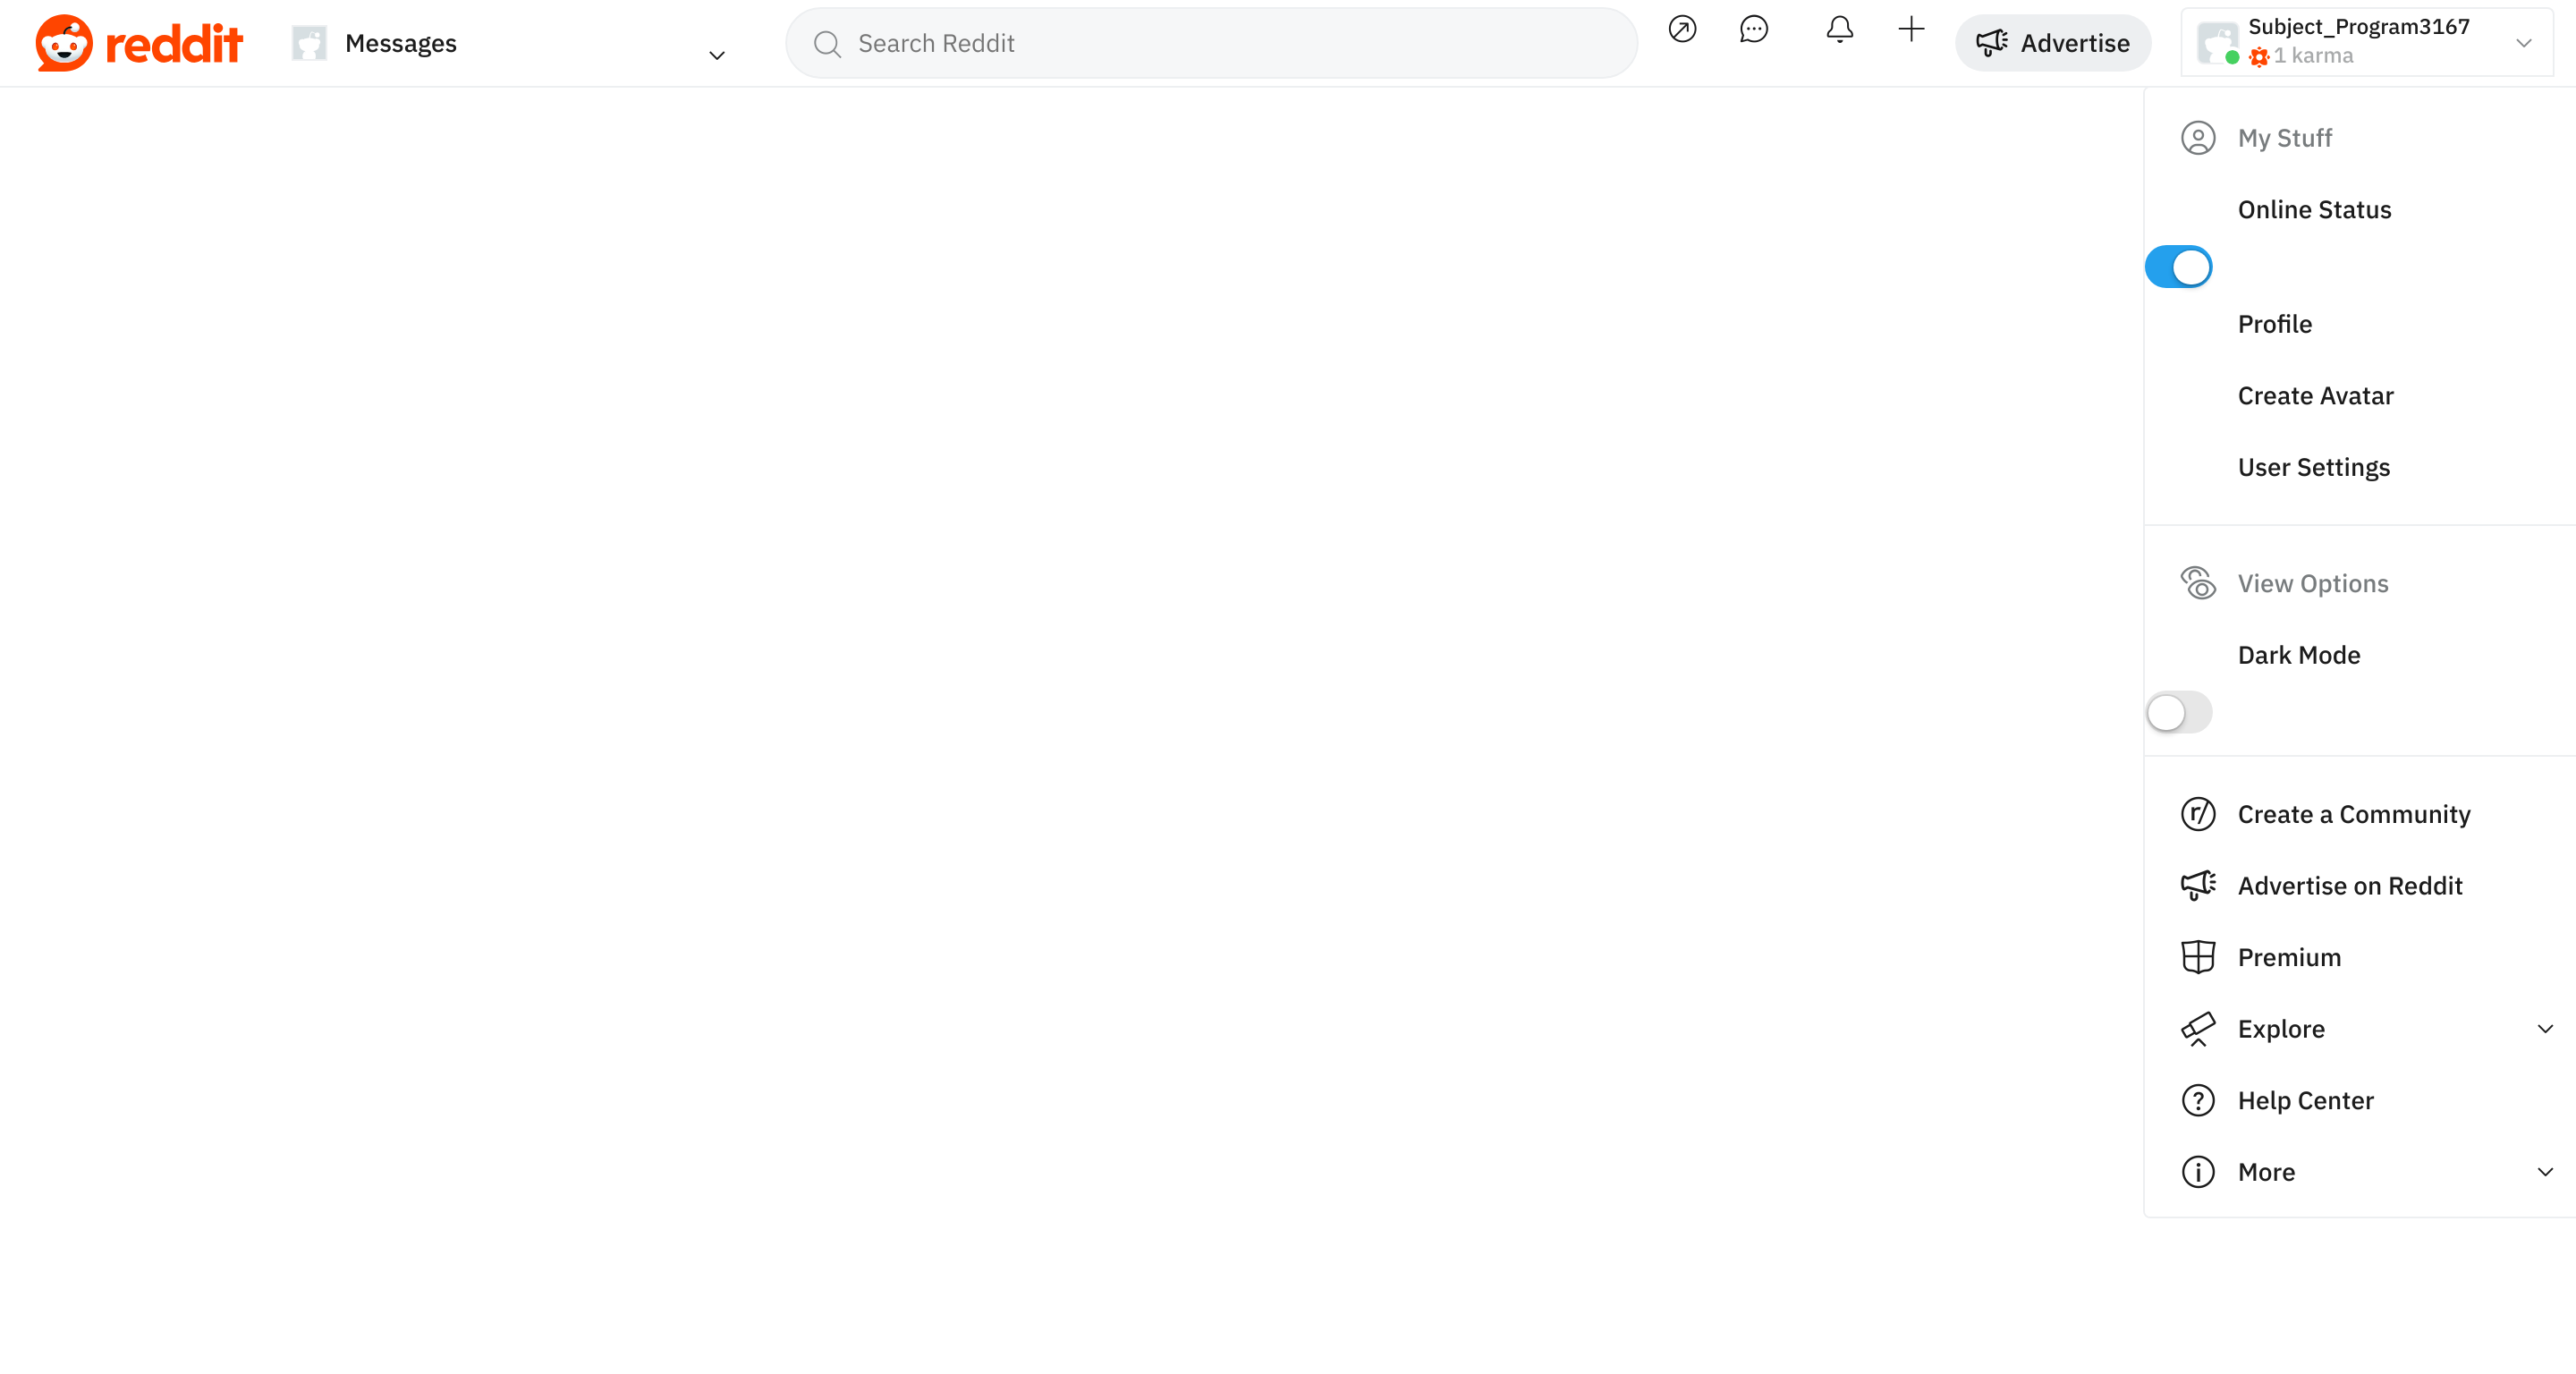 reddit
Messages
Search Reddit
Advertise
Subject_Program3167
1 karma
My Stuff
Online Status
Profile
Create Avatar
User Settings
View Options
Dark Mode
r/ Create a Community
Advertise on Reddit
Premium
Explore
Help Center
More